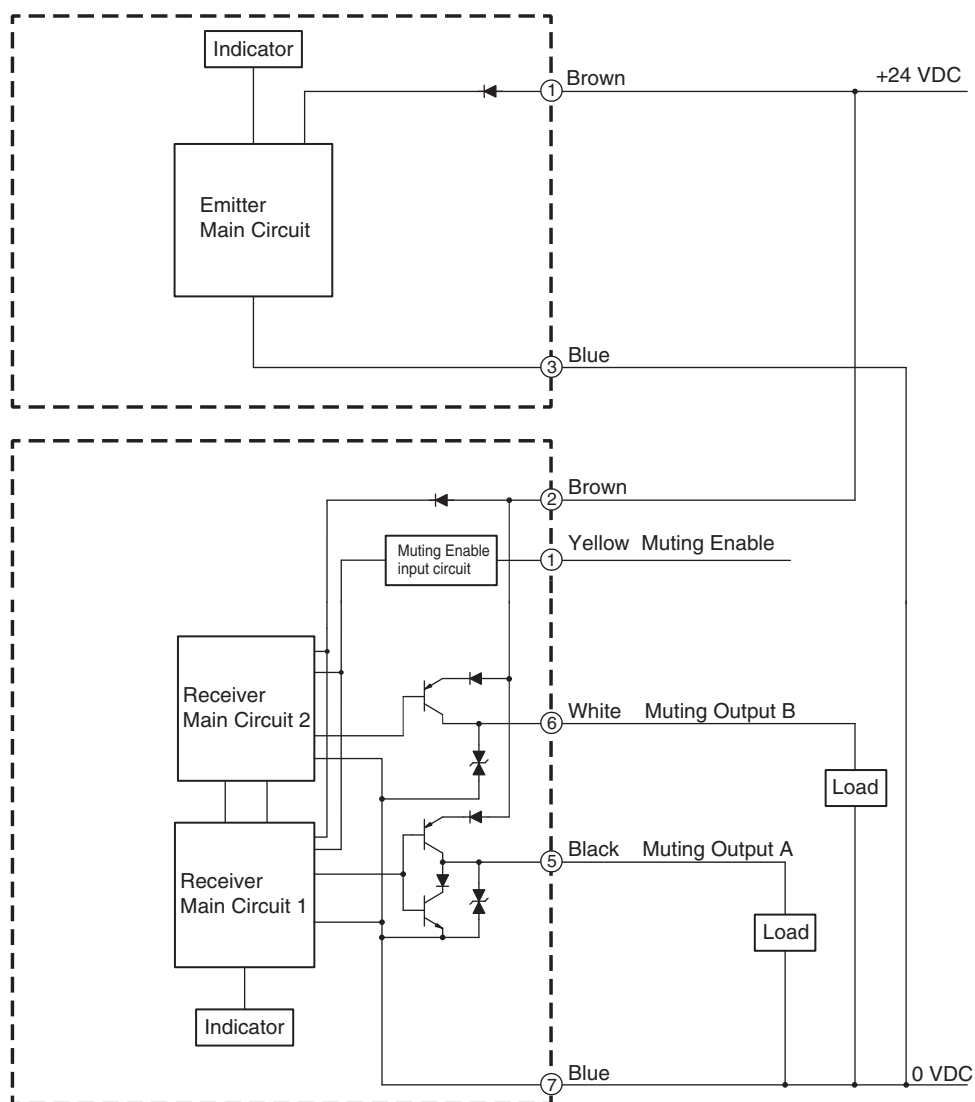 Indicator
① Brown
+24 VDC
Emitter
Main Circuit
③ Blue
② Brown
Muting Enable
input circuit
① Yellow Muting Enable
Receiver
Main Circuit 2
⑥ White Muting Output B
Load
Receiver
Main Circuit 1
⑤ Black Muting Output A
Load
Indicator
⑦ Blue
0 VDC